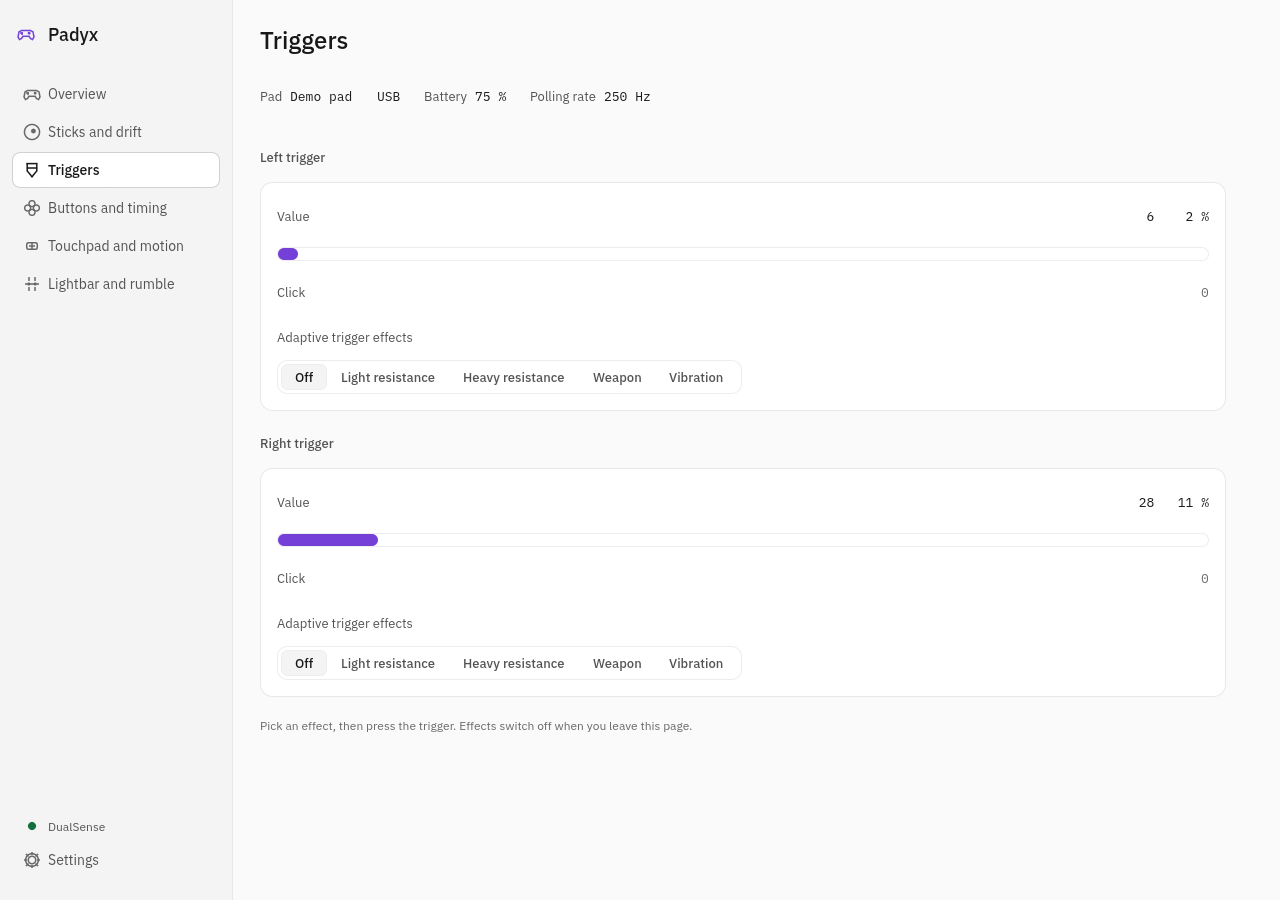 Padyx
Overview
Sticks and drift
Triggers
Buttons and timing
Touchpad and motion
Lightbar and rumble
DualSense
Settings
Triggers
Pad Demo pad USB Battery 75 % Polling rate 250 Hz
Left trigger
Value 6 2 %
Click 0
Adaptive trigger effects
Off Light resistance Heavy resistance Weapon Vibration
Right trigger
Value 28 11 %
Click 0
Adaptive trigger effects
Off Light resistance Heavy resistance Weapon Vibration
Pick an effect, then press the trigger. Effects switch off when you leave this page.